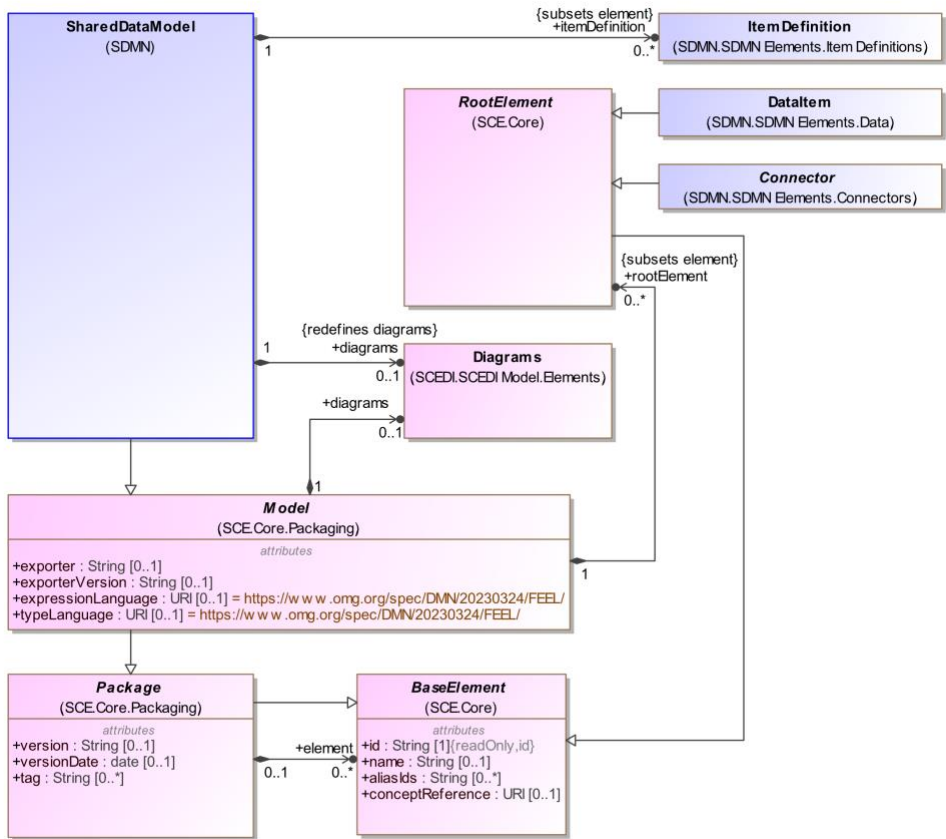 SharedDataModel
(SDMN)
{subsets element}
+itemDefinition
1
0..*
ItemDefinition
(SDMN.SDMN Elements.Item Definitions)
RootElement
(SCE.Core)
DataItem
(SDMN.SDMN Elements.Data)
Connector
(SDMN.SDMN Elements.Connectors)
{subsets element}
+rootElement
0..*
{redefines diagrams}
1
+diagrams
0..1
Diagrams
(SCEDI.SCEDI Model.Elements)
+diagrams
0..1
1
Model
(SCE.Core.Packaging)
attributes
+exporter : String [0..1]
+exporterVersion : String [0..1]
+expressionLanguage : URI [0..1] = https://www.omg.org/spec/DMN/20230324/FEEL/
+typeLanguage : URI [0..1] = https://www.omg.org/spec/DMN/20230324/FEEL/
1
Package
(SCE.Core.Packaging)
attributes
+version : String [0..1]
+versionDate : date [0..1]
+tag : String [0..*]
+element
0..1
0..*
BaseElement
(SCE.Core)
attributes
+id : String [1]{readOnly,id}
+name : String [0..1]
+aliasIds : String [0..*]
+conceptReference : URI [0..1]